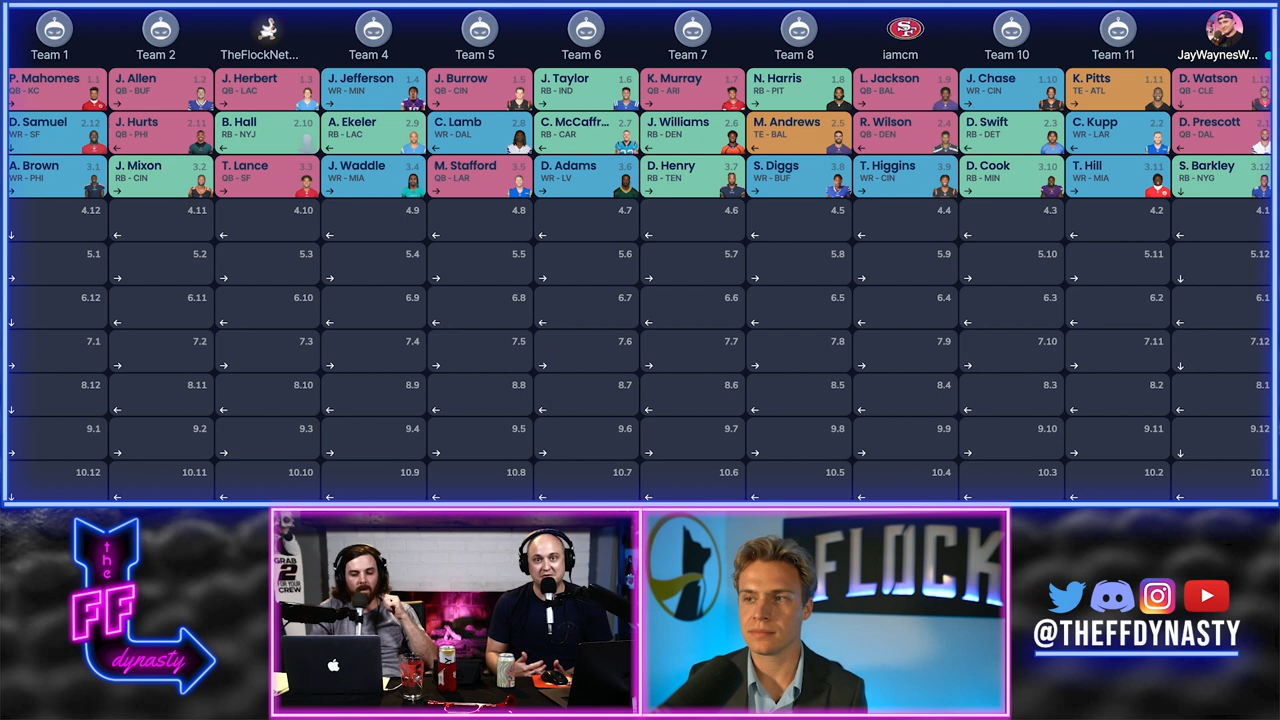 Team 1 Team 2 TheFlockNet... Team 4 Team 5 Team 6 Team 7 Team 8 iamcm Team 10 Team 11 JayWaynesW...
P. Mahomes 1.1 J. Allen 1.2 J. Herbert 1.3 J. Jefferson 1.4 J. Burrow 1.5 J. Taylor 1.6 K. Murray 1.7 N. Harris 1.8 L. Jackson 1.9 J. Chase 1.10 K. Pitts 1.11 D. Watson 1.12
QB - KC QB - BUF QB - LAC WR - MIN QB - CIN RB - IND QB - ARI RB - PIT QB - BAL WR - CIN TE - ATL QB - CLE
D. Samuel 2.12 J. Hurts 2.11 B. Hall 2.10 A. Ekeler 2.9 C. Lamb 2.8 C. McCaffr... 2.7 J. Williams 2.6 M. Andrews 2.5 R. Wilson 2.4 D. Swift 2.3 C. Kupp 2.2 D. Prescott 2.1
WR - SF QB - PHI RB - NYJ RB - LAC WR - DAL RB - CAR RB - DEN TE - BAL QB - DEN RB - DET WR - LAR QB - DAL
A. Brown 3.1 J. Mixon 3.2 T. Lance 3.3 J. Waddle 3.4 M. Stafford 3.5 D. Adams 3.6 D. Henry 3.7 S. Diggs 3.8 T. Higgins 3.9 D. Cook 3.10 T. Hill 3.11 S. Barkley 3.12
WR - PHI RB - CIN QB - SF WR - MIA QB - LAR WR - LV RB - TEN WR - BUF WR - CIN RB - MIN WR - MIA RB - NYG
4.12 4.11 4.10 4.9 4.8 4.7 4.6 4.5 4.4 4.3 4.2 4.1
5.1 5.2 5.3 5.4 5.5 5.6 5.7 5.8 5.9 5.10 5.11 5.12
6.12 6.11 6.10 6.9 6.8 6.7 6.6 6.5 6.4 6.3 6.2 6.1
7.1 7.2 7.3 7.4 7.5 7.6 7.7 7.8 7.9 7.10 7.11 7.12
8.12 8.11 8.10 8.9 8.8 8.7 8.6 8.5 8.4 8.3 8.2 8.1
9.1 9.2 9.3 9.4 9.5 9.6 9.7 9.8 9.9 9.10 9.11 9.12
10.12 10.11 10.10 10.9 10.8 10.7 10.6 10.5 10.4 10.3 10.2 10.1
the
FF
dynasty
GRAB
2
FOR YOUR
CREW
FLOCK
@THEFFDYNASTY